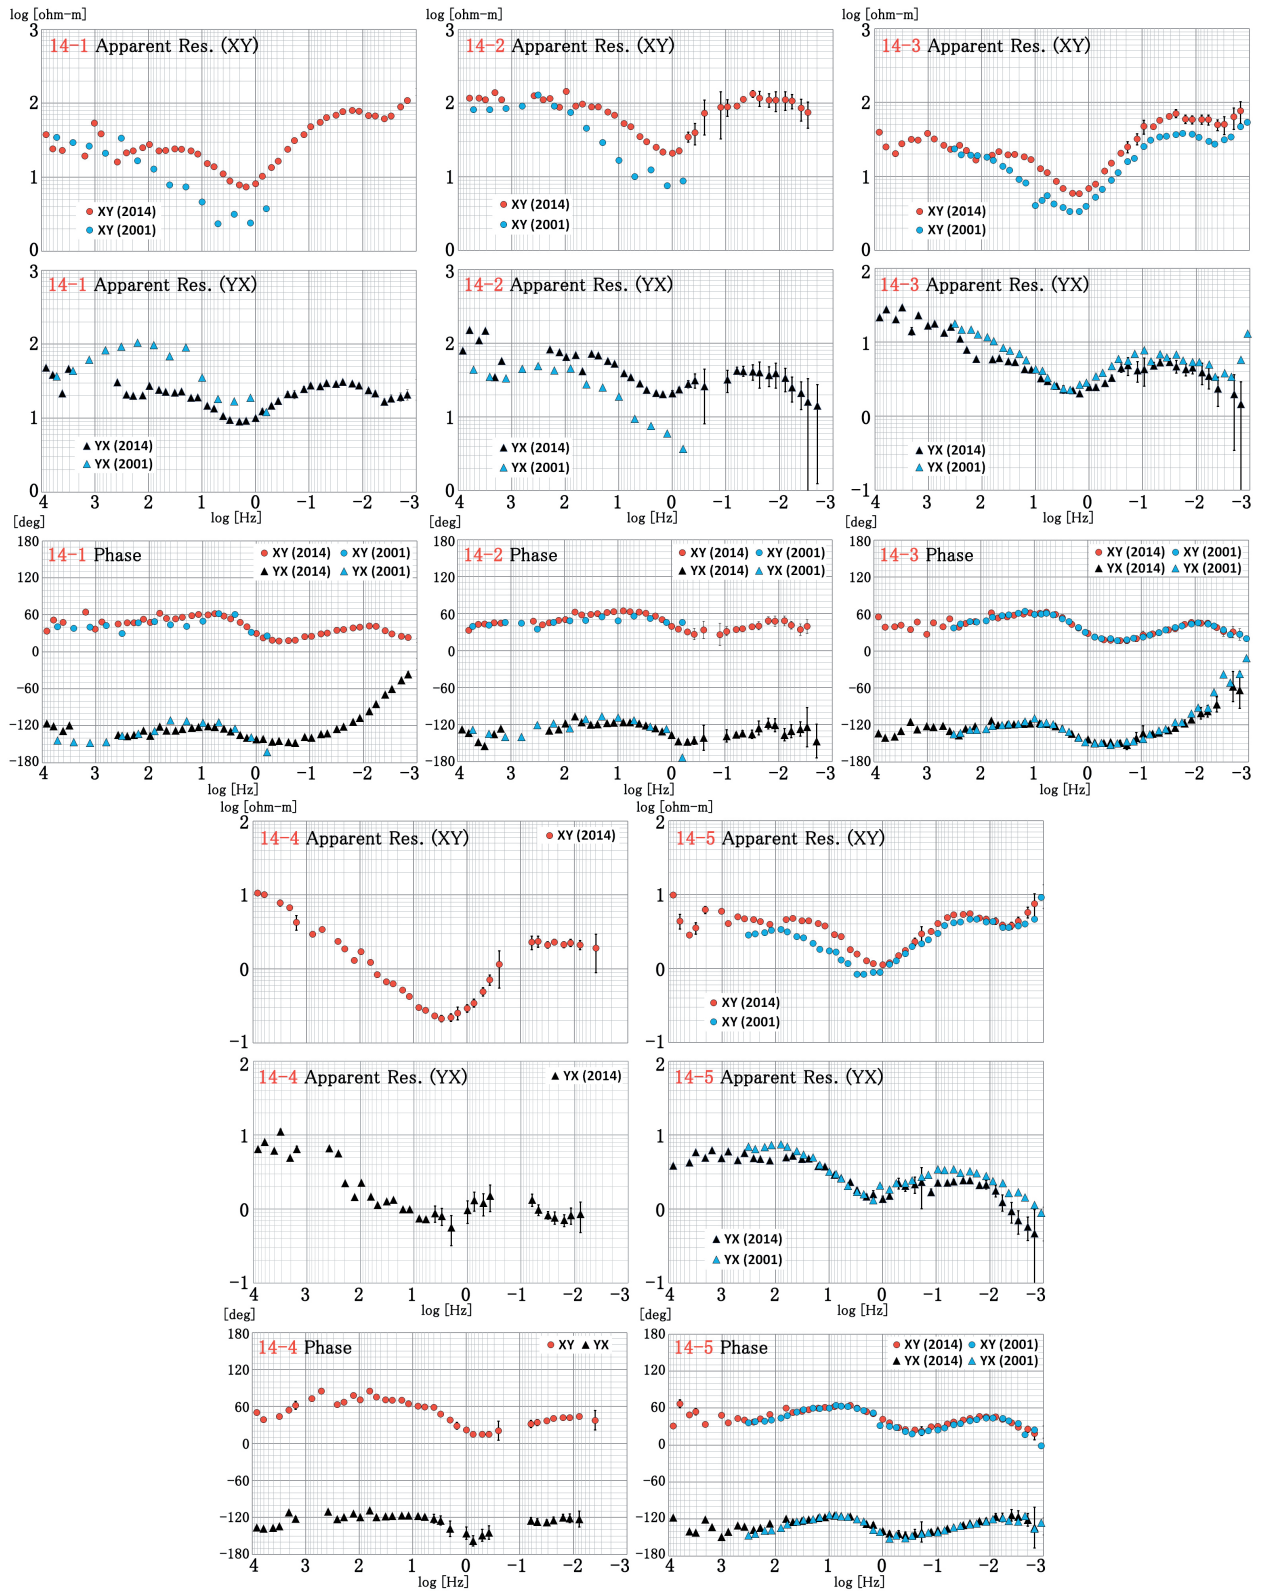 log [ohm-m]
14-1 Apparent Res. (XY)
3
2
1
0
XY (2014)
XY (2001)
log [ohm-m]
14-2 Apparent Res. (XY)
3
2
1
0
XY (2014)
XY (2001)
log [ohm-m]
14-3 Apparent Res. (XY)
3
2
1
0
XY (2014)
XY (2001)
14-1 Apparent Res. (YX)
3
2
1
0
YX (2014)
YX (2001)
4 3 2 1 0 -1 -2 -3
log [Hz]
14-2 Apparent Res. (YX)
3
2
1
0
YX (2014)
YX (2001)
4 3 2 1 0 -1 -2 -3
log [Hz]
14-3 Apparent Res. (YX)
2
1
0
-1
YX (2014)
YX (2001)
4 3 2 1 0 -1 -2 -3
log [Hz]
[deg]
14-1 Phase
XY (2014) XY (2001)
YX (2014) YX (2001)
180
120
60
0
-60
-120
-180
4 3 2 1 0 -1 -2 -3
log [Hz]
[deg]
14-2 Phase
XY (2014) XY (2001)
YX (2014) YX (2001)
180
120
60
0
-60
-120
-180
4 3 2 1 0 -1 -2 -3
log [Hz]
[deg]
14-3 Phase
XY (2014) XY (2001)
YX (2014) YX (2001)
180
120
60
0
-60
-120
-180
4 3 2 1 0 -1 -2 -3
log [Hz]
log [ohm-m]
14-4 Apparent Res. (XY)
XY (2014)
2
1
0
-1
log [ohm-m]
14-5 Apparent Res. (XY)
2
1
0
-1
XY (2014)
XY (2001)
14-4 Apparent Res. (YX)
YX (2014)
2
1
0
-1
4 3 2 1 0 -1 -2 -3
log [Hz]
14-5 Apparent Res. (YX)
2
1
0
-1
YX (2014)
YX (2001)
4 3 2 1 0 -1 -2 -3
log [Hz]
[deg]
14-4 Phase
XY YX
180
120
60
0
-60
-120
-180
4 3 2 1 0 -1 -2 -3
log [Hz]
[deg]
14-5 Phase
XY (2014) XY (2001)
YX (2014) YX (2001)
180
120
60
0
-60
-120
-180
4 3 2 1 0 -1 -2 -3
log [Hz]